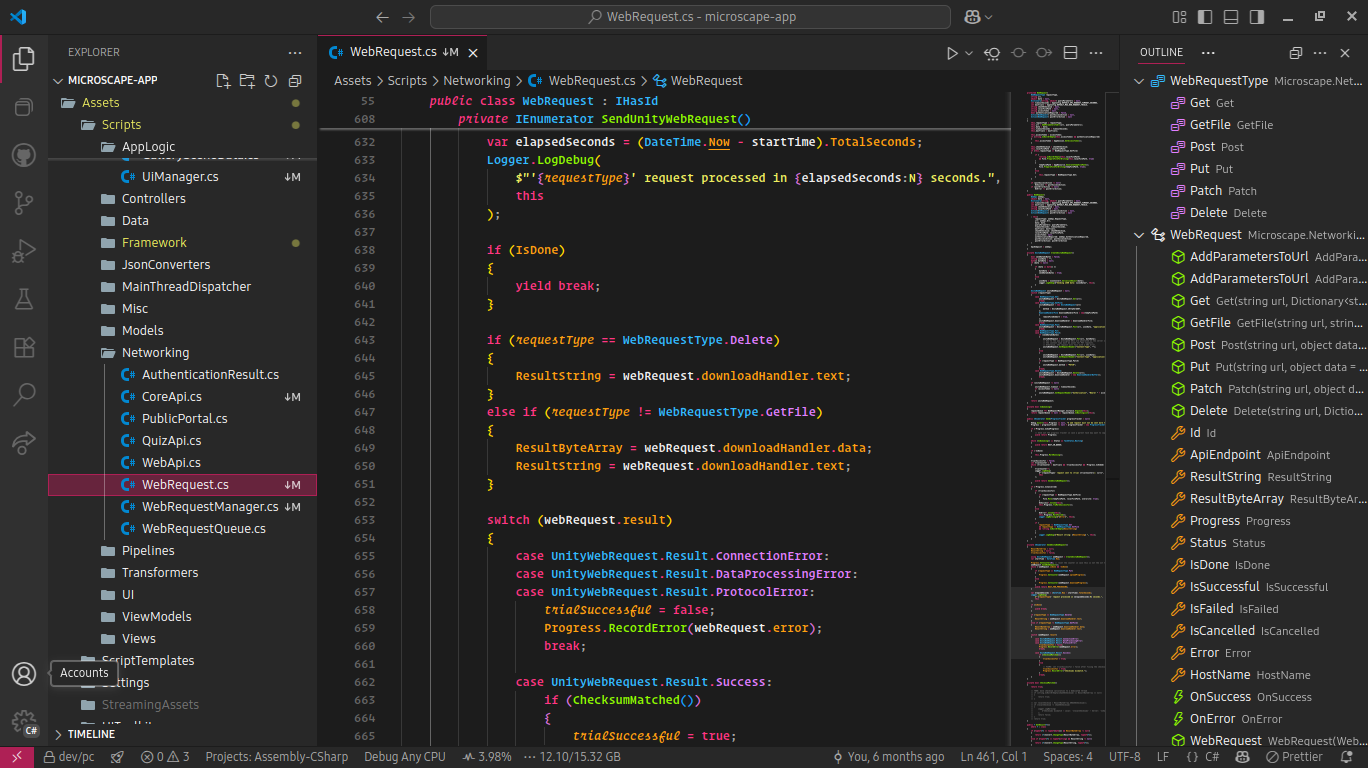 WebRequest.cs - microscape-app
EXPLORER
MICROSCAPE-APP
Assets
Scripts
AppLogic
UiManager.cs M
Controllers
Data
Framework
JsonConverters
MainThreadDispatcher
Misc
Models
Networking
AuthenticationResult.cs
CoreApi.cs M
PublicPortal.cs
QuizApi.cs
WebApi.cs
WebRequest.cs M
WebRequestManager.cs M
WebRequestQueue.cs
Pipelines
Transformers
UI
ViewModels
Views
ScriptTemplates
Settings
StreamingAssets
TIMELINE
Accounts
C#
WebRequest.cs M
Assets > Scripts > Networking > WebRequest.cs > WebRequest
55 public class WebRequest : IHasId
608 private IEnumerator SendUnityWebRequest()
632 var elapsedSeconds = (DateTime.Now - startTime).TotalSeconds;
633 Logger.LogDebug(
634 $"'{requestType}' request processed in {elapsedSeconds:N} seconds.",
635 this
636 );
637
638 if (IsDone)
639 {
640 yield break;
641 }
642
643 if (requestType == WebRequestType.Delete)
644 {
645 ResultString = webRequest.downloadHandler.text;
646 }
647 else if (requestType != WebRequestType.GetFile)
648 {
649 ResultByteArray = webRequest.downloadHandler.data;
650 ResultString = webRequest.downloadHandler.text;
651 }
652
653 switch (webRequest.result)
654 {
655 case UnityWebRequest.Result.ConnectionError:
656 case UnityWebRequest.Result.DataProcessingError:
657 case UnityWebRequest.Result.ProtocolError:
658 trialSuccessful = false;
659 Progress.RecordError(webRequest.error);
660 break;
661
662 case UnityWebRequest.Result.Success:
663 if (ChecksumMatched())
664 {
665 trialSuccessful = true;
OUTLINE
WebRequestType Microscape.Net...
Get Get
GetFile GetFile
Post Post
Put Put
Patch Patch
Delete Delete
WebRequest Microscape.Networki...
AddParametersToUrl AddPara...
AddParametersToUrl AddPara...
Get Get(string url, Dictionary<st...
GetFile GetFile(string url, strin...
Post Post(string url, object data...
Put Put(string url, object data = ...
Patch Patch(string url, object d...
Delete Delete(string url, Dictio...
Id Id
ApiEndpoint ApiEndpoint
ResultString ResultString
ResultByteArray ResultByteAr...
Progress Progress
Status Status
IsDone IsDone
IsSuccessful IsSuccessful
IsFailed IsFailed
IsCancelled IsCancelled
Error Error
HostName HostName
OnSuccess OnSuccess
OnError OnError
WebRequest WebRequest(Web...
dev/pc 0 3 Projects: Assembly-CSharp Debug Any CPU 3.98% 12.10/15.32 GB You, 6 months ago Ln 461, Col 1 Spaces: 4 UTF-8 LF {} C# Prettier